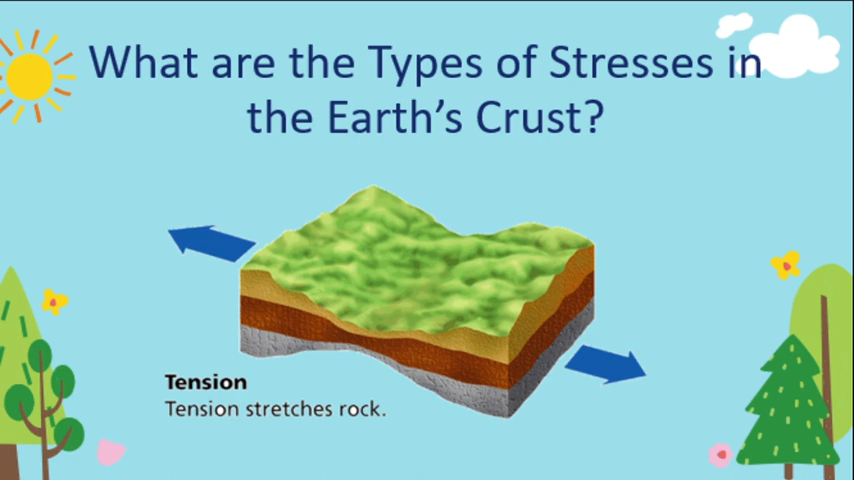 What are the Types of Stresses in
the Earth’s Crust?
Tension
Tension stretches rock.